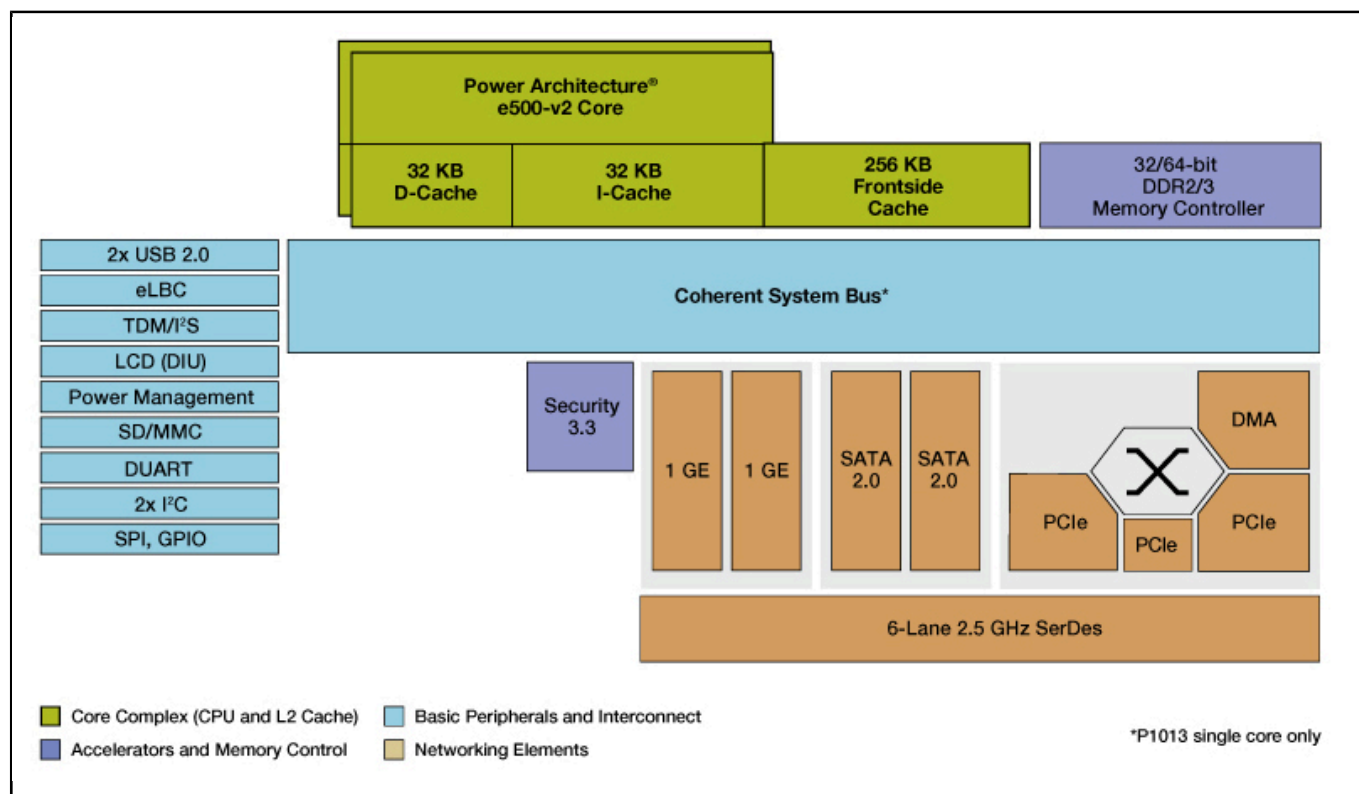 Power Architecture®
e500-v2 Core
32 KB
D-Cache
32 KB
I-Cache
256 KB
Frontside
Cache
32/64-bit
DDR2/3
Memory Controller
2x USB 2.0
eLBC
TDM/I²S
LCD (DIU)
Power Management
SD/MMC
DUART
2x I²C
SPI, GPIO
Coherent System Bus*
Security
3.3
1 GE
1 GE
SATA
2.0
SATA
2.0
DMA
PCIe
PCIe
PCIe
6-Lane 2.5 GHz SerDes
Core Complex (CPU and L2 Cache)
Basic Peripherals and Interconnect
Accelerators and Memory Control
Networking Elements
*P1013 single core only